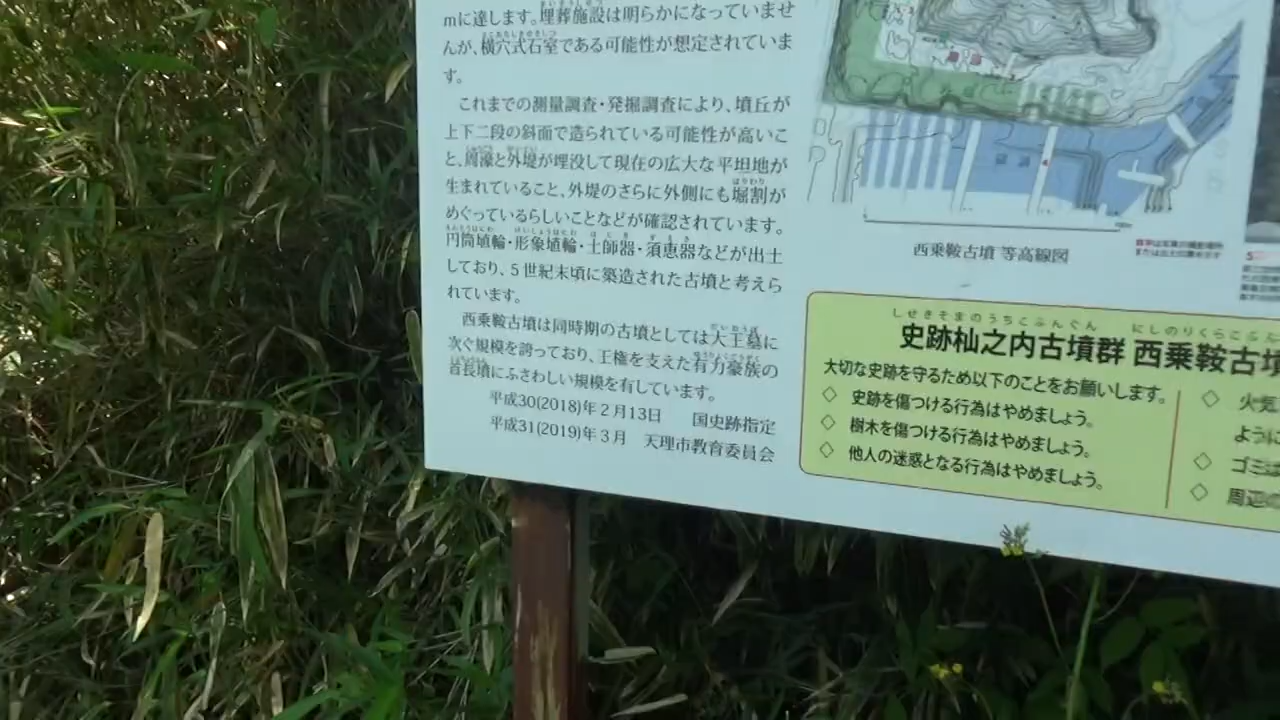 mに達します。埋葬施設は明らかになっていませ
んが、横穴式石室である可能性が想定されていま
す。
これまでの測量調査・発掘調査により、墳丘が
上下二段の斜面で造られている可能性が高いこ
と、周濠と外堤が埋没して現在の広大な平坦地が
生まれていること、外堤のさらに外側にも堀割が
めぐっているらしいことなどが確認されています。
円筒埴輪・形象埴輪・土師器・須恵器などが出土
しており、5世紀末頃に築造された古墳と考えら
れています。
西乗鞍古墳は同時期の古墳としては大王墓に
次ぐ規模を誇っており、王権を支えた有力豪族の
首長墳にふさわしい規模を有しています。
平成30(2018)年2月13日 国史跡指定
平成31(2019)年3月 天理市教育委員会
西乗鞍古墳 等高線図
しせきそまのうちこふんぐん にしのりくらこふ
史跡杣之内古墳群 西乗鞍古墳
大切な史跡を守るため以下のことをお願いします。
◇ 史跡を傷つける行為はやめましょう。
◇ 樹木を傷つける行為はやめましょう。
◇ 他人の迷惑となる行為はやめましょう。
◇ 火気
ように
◇ ゴミは
◇ 周辺の